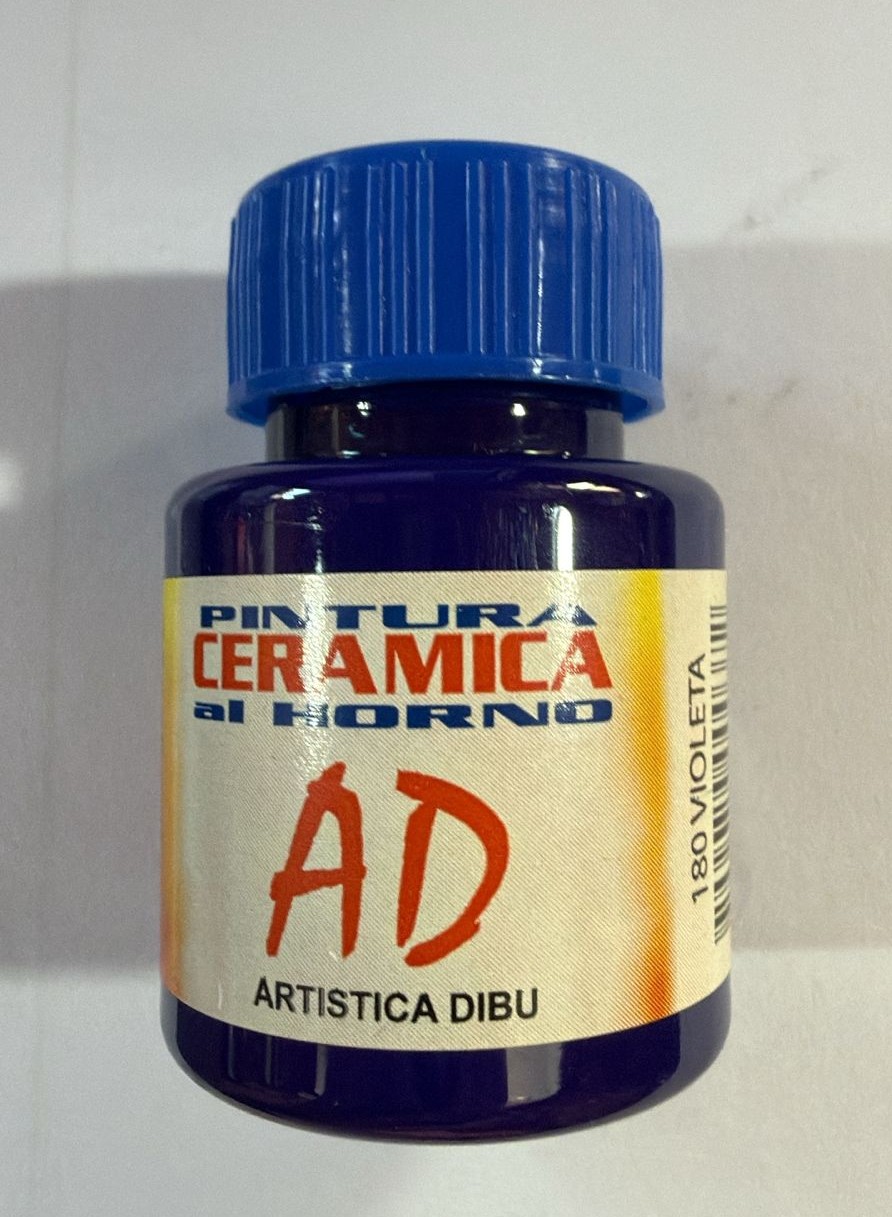 PINTURA
CERAMICA
al HORNO
AD
ARTISTICA DIBU
180 VIOLETA